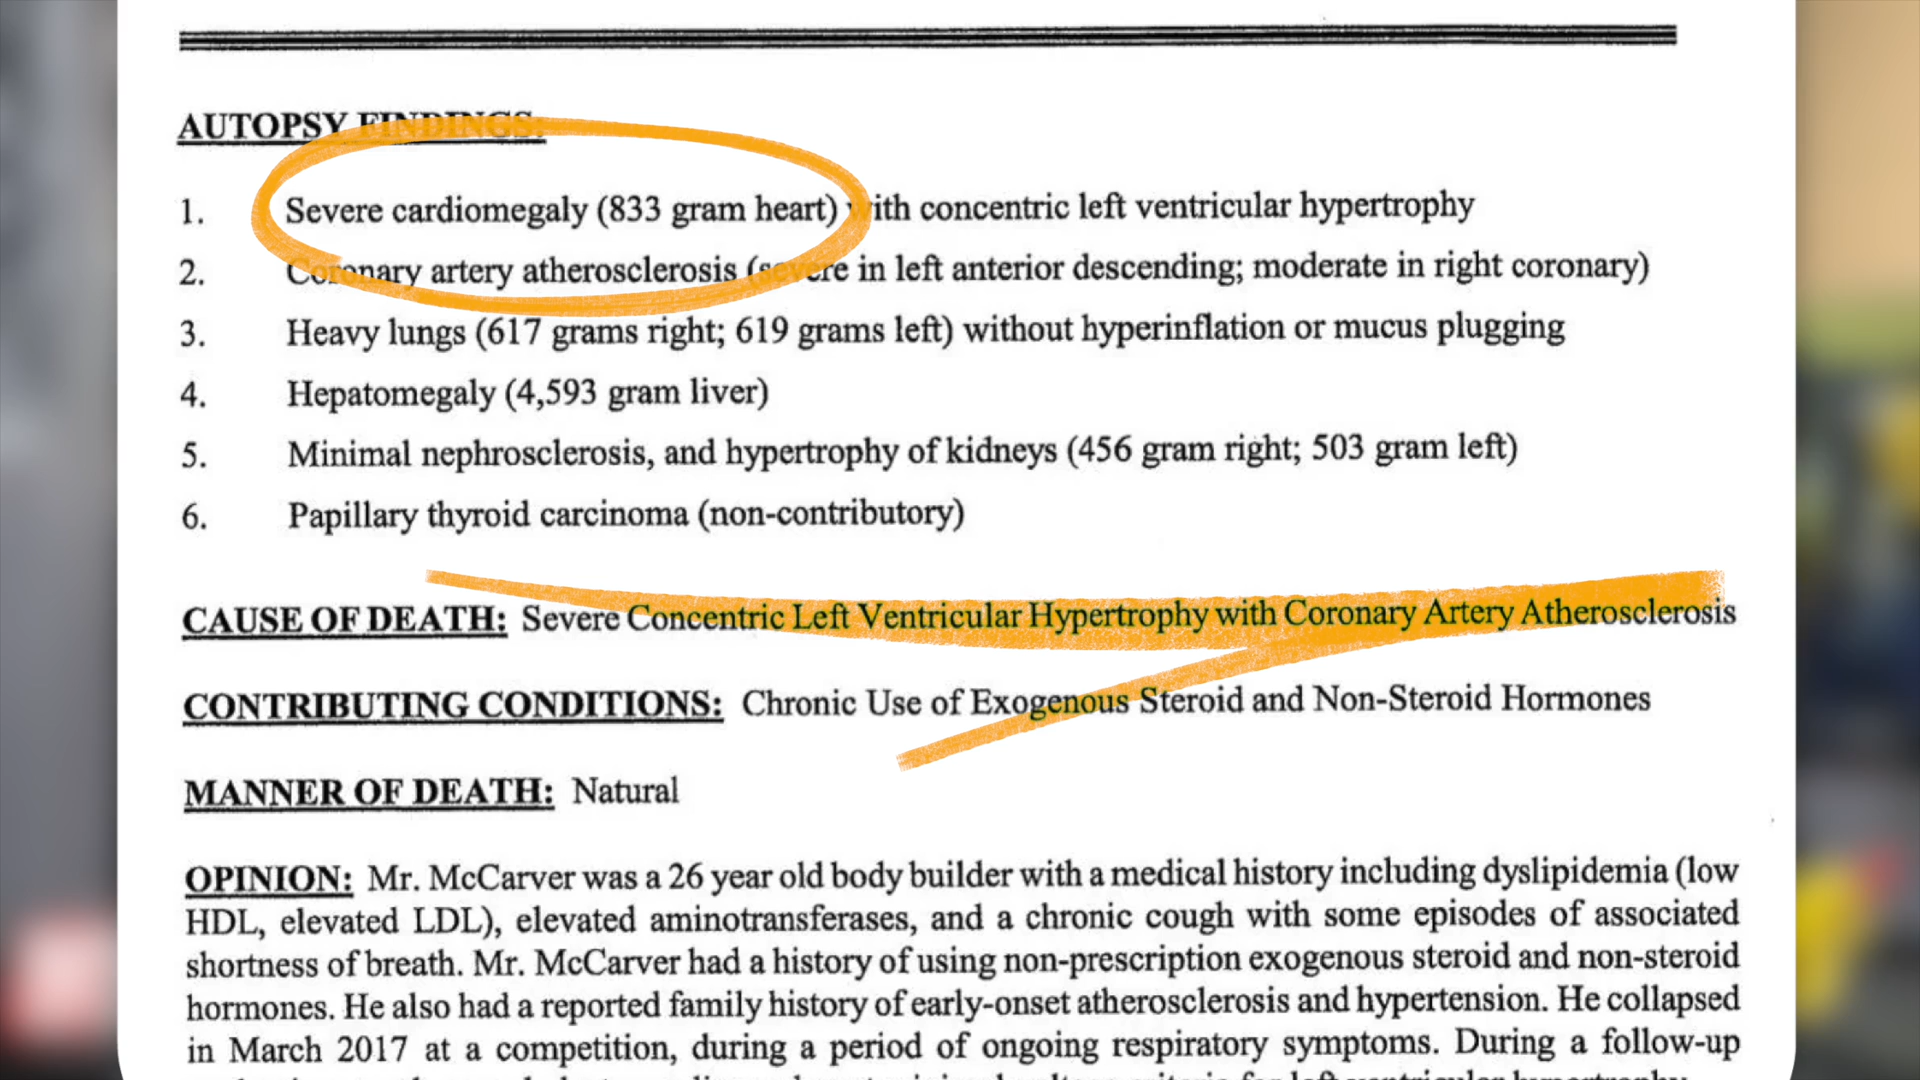 AUTOPSY FINDINGS:
1. Severe cardiomegaly (833 gram heart) with concentric left ventricular hypertrophy
2. Coronary artery atherosclerosis (severe in left anterior descending; moderate in right coronary)
3. Heavy lungs (617 grams right; 619 grams left) without hyperinflation or mucus plugging
4. Hepatomegaly (4,593 gram liver)
5. Minimal nephrosclerosis, and hypertrophy of kidneys (456 gram right; 503 gram left)
6. Papillary thyroid carcinoma (non-contributory)
CAUSE OF DEATH: Severe Concentric Left Ventricular Hypertrophy with Coronary Artery Atherosclerosis
CONTRIBUTING CONDITIONS: Chronic Use of Exogenous Steroid and Non-Steroid Hormones
MANNER OF DEATH: Natural
OPINION: Mr. McCarver was a 26 year old body builder with a medical history including dyslipidemia (low
HDL, elevated LDL), elevated aminotransferases, and a chronic cough with some episodes of associated
shortness of breath. Mr. McCarver had a history of using non-prescription exogenous steroid and non-steroid
hormones. He also had a reported family history of early-onset atherosclerosis and hypertension. He collapsed
in March 2017 at a competition, during a period of ongoing respiratory symptoms. During a follow-up